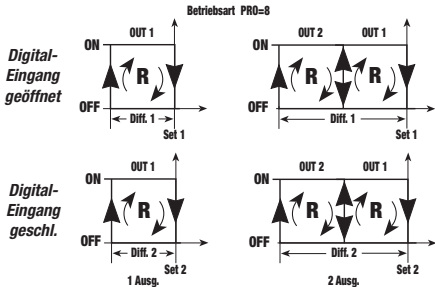 Betriebsart PRO=8
OUT 1
OUT 2 OUT 1
Digital-
Eingang
geöffnet
ON
R
OFF
Diff. 1
Set 1
ON
R R
OFF
Diff. 1
Set 1
OUT 1
OUT 2 OUT 1
Digital-
Eingang
geschl.
ON
R
OFF
Diff. 2
Set 2
1 Ausg.
ON
R R
OFF
Diff. 2
Set 2
2 Ausg.